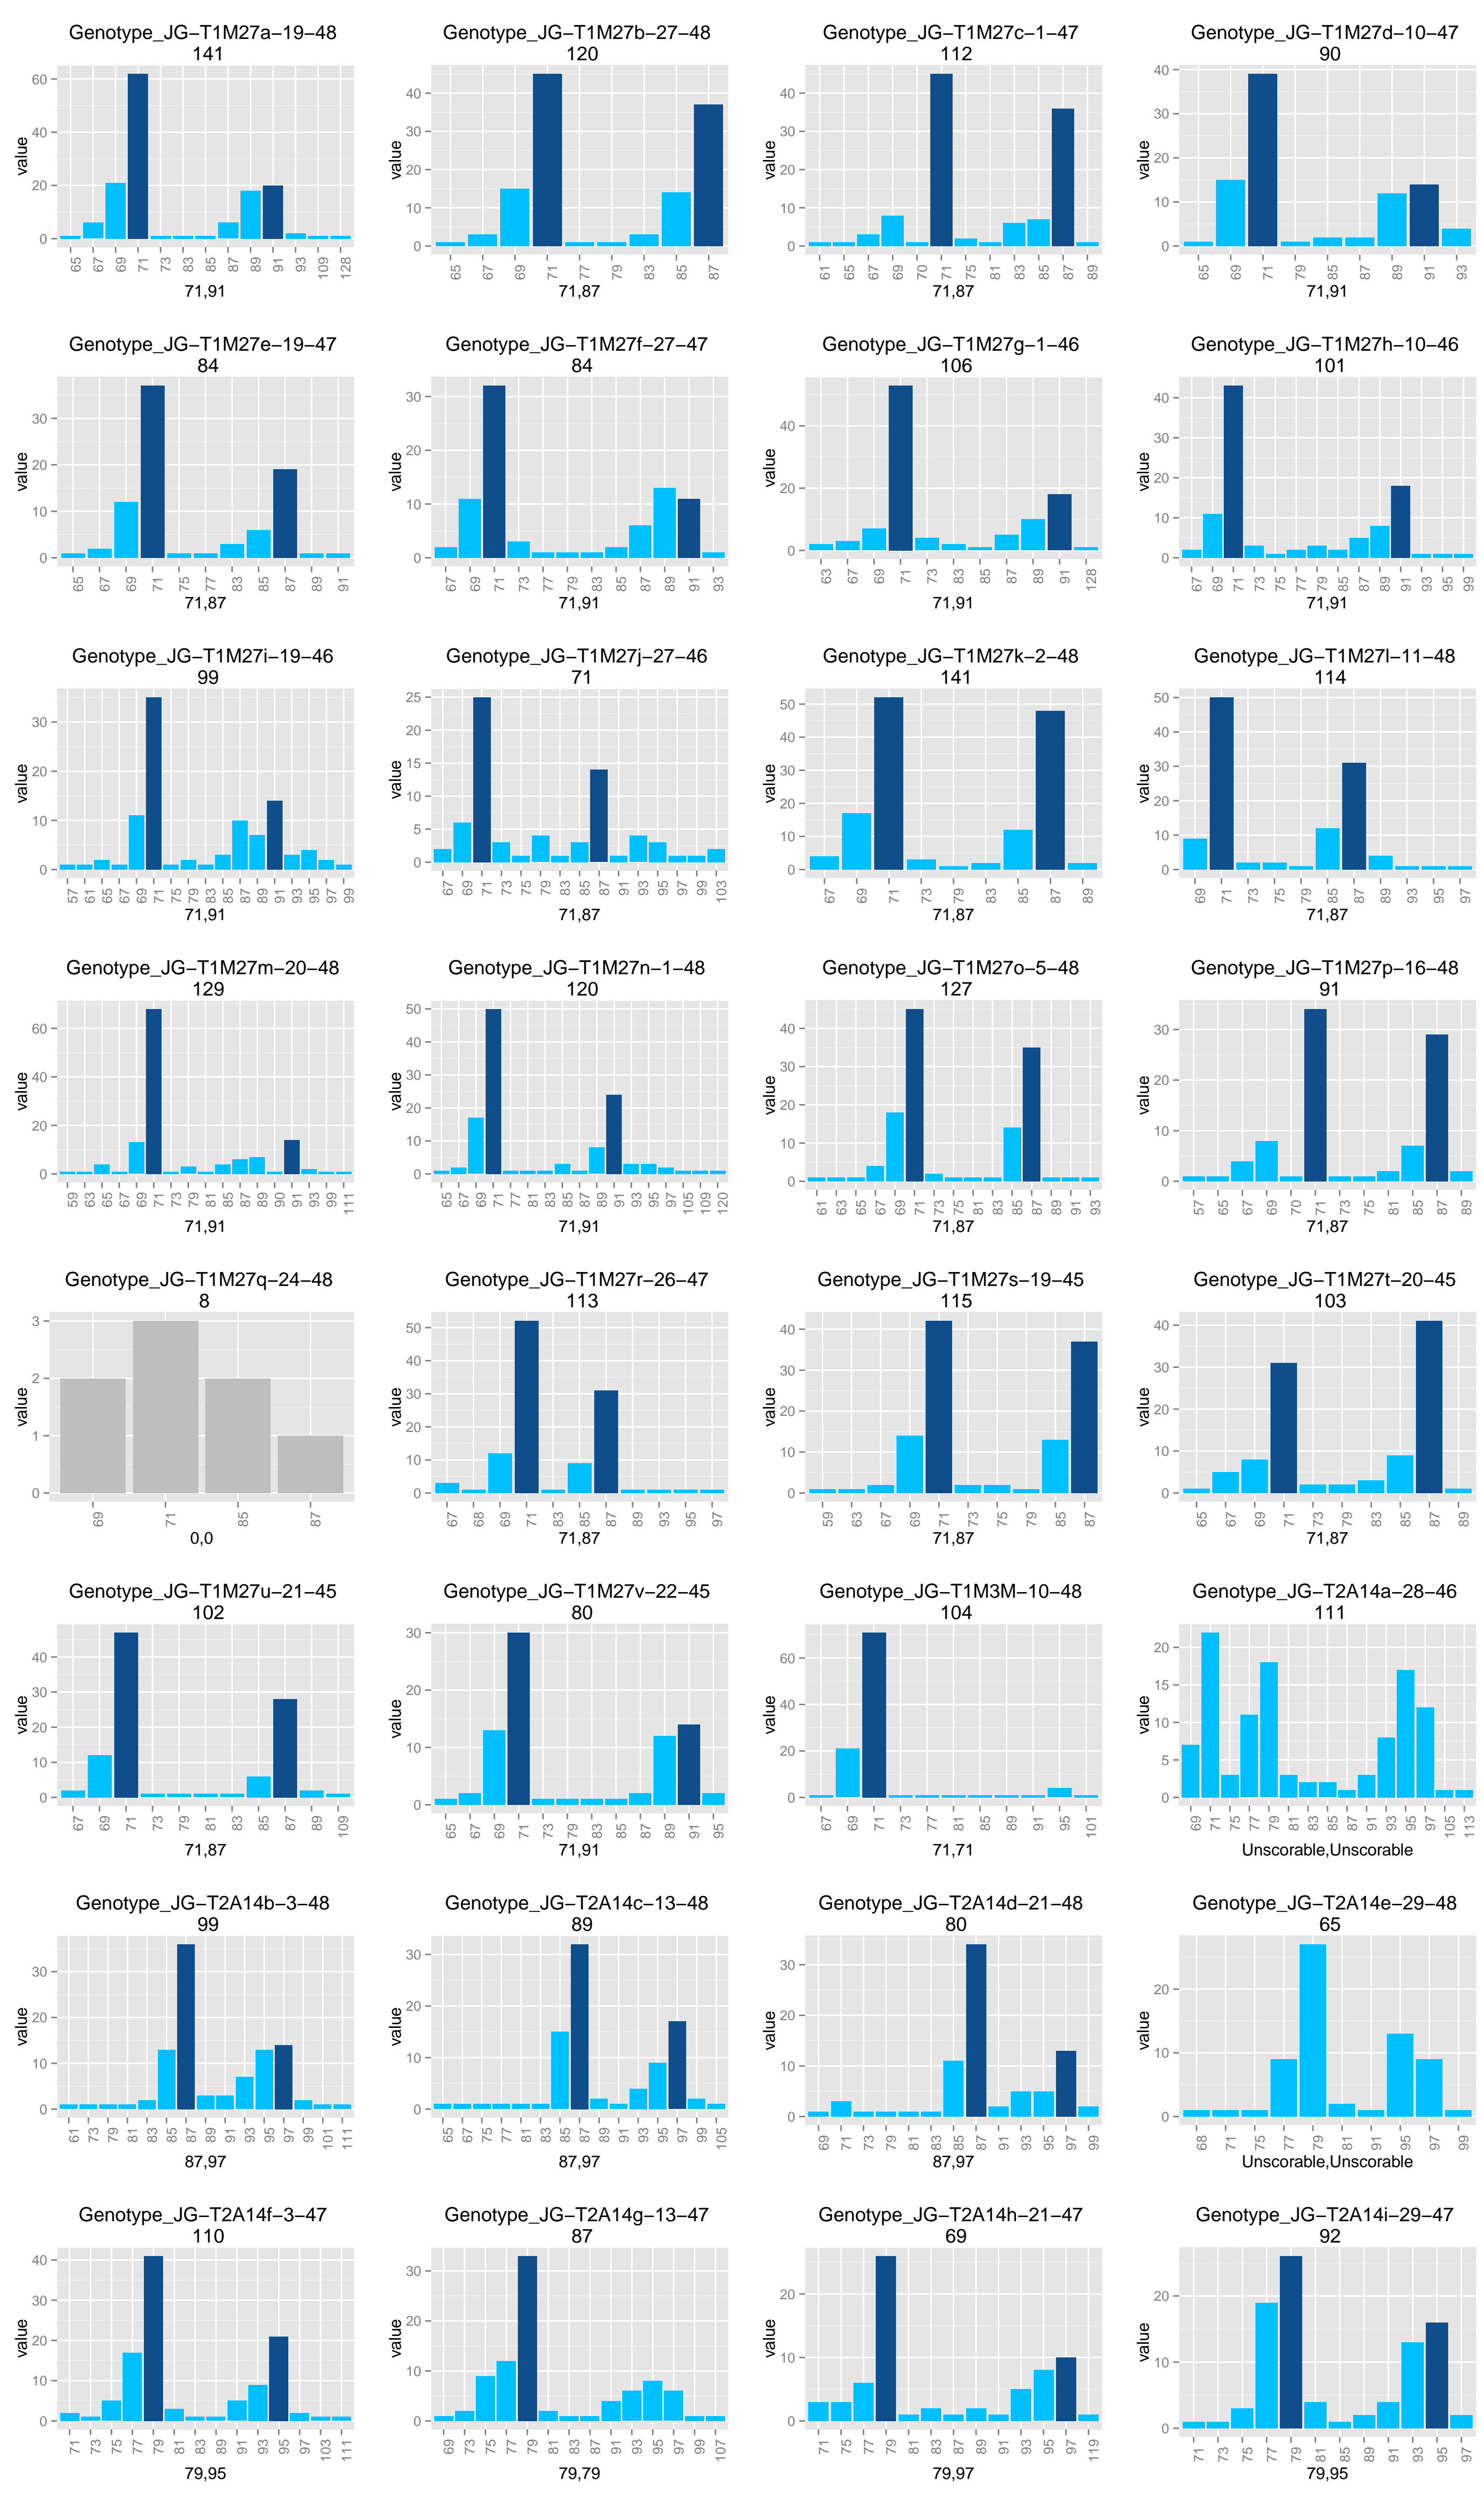 Genotype_JG−T1M27a−19−48
141
value
60
40
20
0
65 67 69 71 73 83 85 87 89 91 93 109 128
71,91
Genotype_JG−T1M27b−27−48
120
value
40
30
20
10
0
65 67 69 71 77 79 83 85 87
71,87
Genotype_JG−T1M27c−1−47
112
value
40
30
20
10
0
61 65 67 69 70 71 75 81 83 85 87 89
71,87
Genotype_JG−T1M27d−10−47
90
value
40
30
20
10
0
65 69 71 79 85 87 89 91 93
71,91
Genotype_JG−T1M27e−19−47
84
value
30
20
10
0
65 67 69 71 75 77 83 85 87 89 91
71,87
Genotype_JG−T1M27f−27−47
84
value
30
20
10
0
67 69 71 73 77 79 83 85 87 89 91 93
71,91
Genotype_JG−T1M27g−1−46
106
value
40
20
0
63 67 69 71 73 83 85 87 89 91 128
71,91
Genotype_JG−T1M27h−10−46
101
value
40
30
20
10
0
67 69 71 73 75 77 79 85 87 89 91 93 95 99
71,91
Genotype_JG−T1M27i−19−46
99
value
30
20
10
0
57 61 65 67 69 71 75 79 83 85 87 89 91 93 95 97 99
71,91
Genotype_JG−T1M27j−27−46
71
value
25
20
15
10
5
0
67 69 71 73 75 79 83 85 87 91 93 95 97 99 103
71,87
Genotype_JG−T1M27k−2−48
141
value
50
40
30
20
10
0
67 69 71 73 79 83 85 87 89
71,87
Genotype_JG−T1M27l−11−48
114
value
50
40
30
20
10
0
69 71 73 75 79 85 87 89 93 95 97
71,87
Genotype_JG−T1M27m−20−48
129
value
60
40
20
0
59 63 65 67 69 71 73 79 81 85 87 89 90 91 93 99 111
71,91
Genotype_JG−T1M27n−1−48
120
value
50
40
30
20
10
0
65 67 69 71 77 81 83 85 87 89 91 93 95 97 105 109 120
71,91
Genotype_JG−T1M27o−5−48
127
value
40
30
20
10
0
61 63 65 67 69 71 73 75 81 83 85 87 89 91 93
71,87
Genotype_JG−T1M27p−16−48
91
value
30
20
10
0
57 65 67 69 70 71 73 75 81 85 87 89
71,87
Genotype_JG−T1M27q−24−48
8
value
3
2
1
0
69 71 85 87
0,0
Genotype_JG−T1M27r−26−47
113
value
50
40
30
20
10
0
67 68 69 71 83 85 87 89 91 95 97
71,87
Genotype_JG−T1M27s−19−45
115
value
40
30
20
10
0
59 63 67 69 71 73 75 79 85 87
71,87
Genotype_JG−T1M27t−20−45
103
value
40
30
20
10
0
65 67 69 71 73 79 83 85 87 89
71,87
Genotype_JG−T1M27u−21−45
102
value
40
30
20
10
0
67 69 71 73 79 81 83 85 87 89 109
71,87
Genotype_JG−T1M27v−22−45
80
value
30
20
10
0
65 67 69 71 73 79 83 85 87 89 91 95
71,91
Genotype_JG−T1M3M−10−48
104
value
60
40
20
0
67 69 71 73 77 81 85 89 91 95 101
71,71
Genotype_JG−T2A14a−28−46
111
value
20
15
10
5
0
69 71 75 77 79 81 83 85 87 91 93 95 97 105 113
Unscorable,Unscorable
Genotype_JG−T2A14b−3−48
99
value
30
20
10
0
61 73 79 81 83 85 87 89 91 93 95 97 99 101 111
87,97
Genotype_JG−T2A14c−13−48
89
value
30
20
10
0
65 67 75 77 81 83 85 87 89 91 93 95 97 99 105
87,97
Genotype_JG−T2A14d−21−48
80
value
30
20
10
0
69 71 73 79 81 83 85 87 91 93 95 97 99
87,97
Genotype_JG−T2A14e−29−48
65
value
20
10
0
68 71 75 77 79 81 91 95 97 99
Unscorable,Unscorable
Genotype_JG−T2A14f−3−47
110
value
40
30
20
10
0
71 73 75 77 79 81 83 89 91 93 95 97 103 111
79,95
Genotype_JG−T2A14g−13−47
87
value
30
20
10
0
69 73 75 77 79 81 83 87 91 93 95 97 99 107
79,79
Genotype_JG−T2A14h−21−47
69
value
20
10
0
71 75 77 79 81 83 87 89 91 93 95 97 119
79,97
Genotype_JG−T2A14i−29−47
92
value
20
10
0
71 73 75 77 79 81 85 89 91 93 95 97
79,95